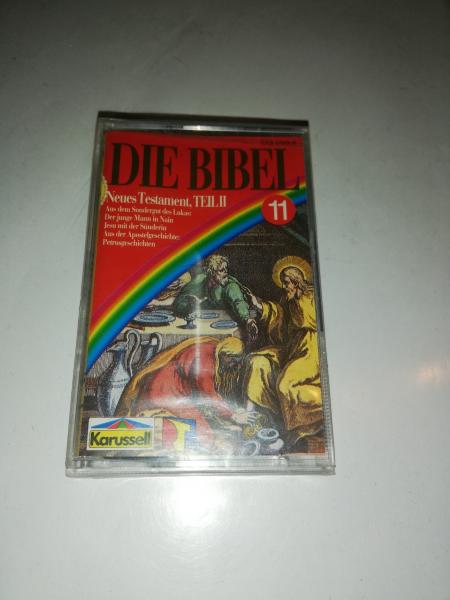 DIE BIBEL
Neues Testament, TEIL II
11
Aus dem Sondergut des Lukas:
Der junge Mann in Nain
Jesu mit der Sünderin
Aus der Apostelgeschichte:
Petrusgeschichten
Karussell